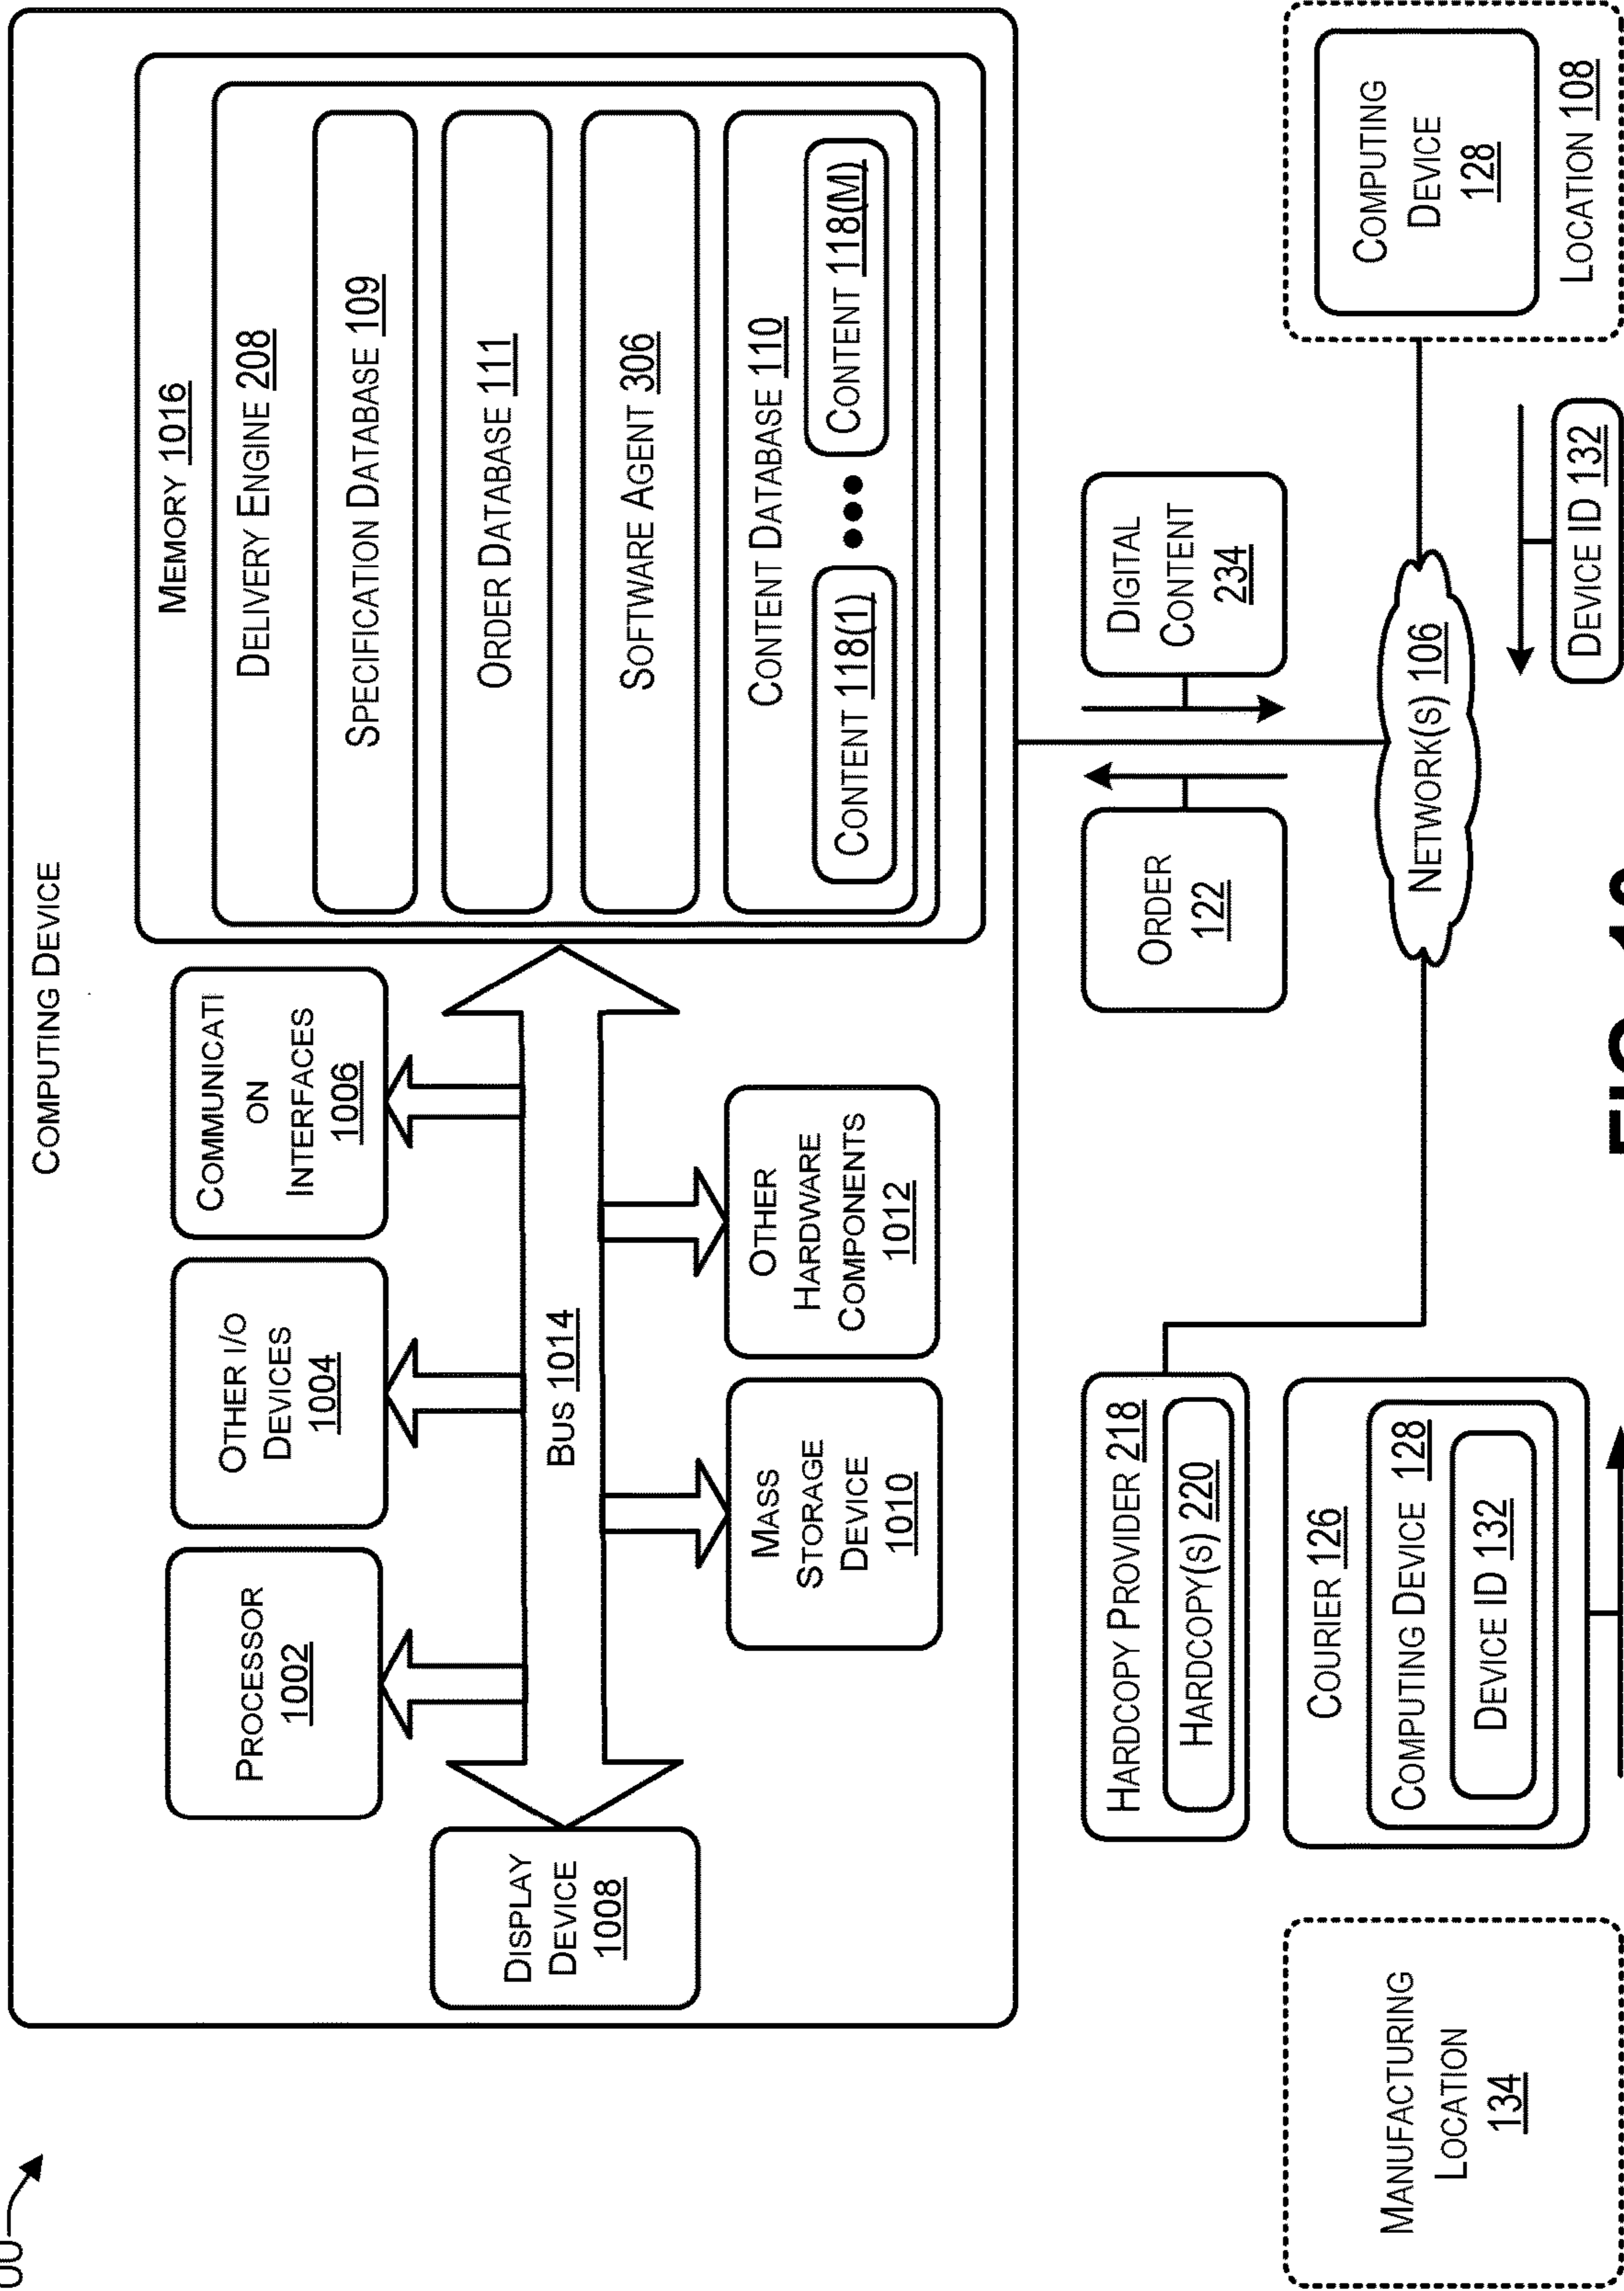 00
COMPUTING DEVICE
PROCESSOR
1002
OTHER I/O
DEVICES
1004
COMMUNICATI
ON
INTERFACES
1006
DISPLAY
DEVICE
1008
BUS 1014
MASS
STORAGE
DEVICE
1010
OTHER
HARDWARE
COMPONENTS
1012
MEMORY 1016
DELIVERY ENGINE 208
SPECIFICATION DATABASE 109
ORDER DATABASE 111
SOFTWARE AGENT 306
CONTENT DATABASE 110
CONTENT 118(1)
CONTENT 118(M)
HARDCOPY PROVIDER 218
HARDCOPY(S) 220
ORDER
122
DIGITAL
CONTENT
234
MANUFACTURING
LOCATION
134
COURIER 126
COMPUTING DEVICE 128
DEVICE ID 132
NETWORK(S) 106
DEVICE ID 132
COMPUTING
DEVICE
128
LOCATION 108